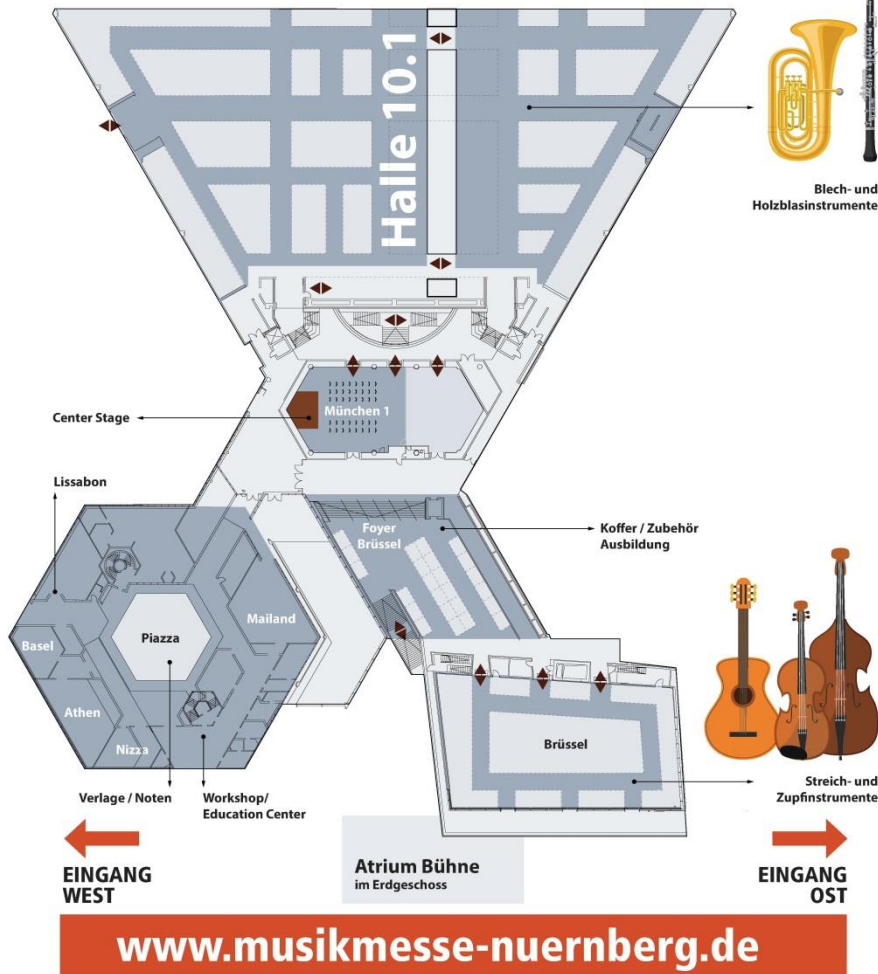 Halle 10.1
Blech- und
Holzblasinstrumente
München 1
Center Stage
Lissabon
Foyer
Brüssel
Koffer / Zubehör
Ausbildung
Mailand
Piazza
Basel
Athen
Nizza
Brüssel
Verlage / Noten
Workshop/
Education Center
Streich- und
Zupfinstrumente
EINGANG
WEST
Atrium Bühne
im Erdgeschoss
EINGANG
OST
www.musikmesse-nuernberg.de